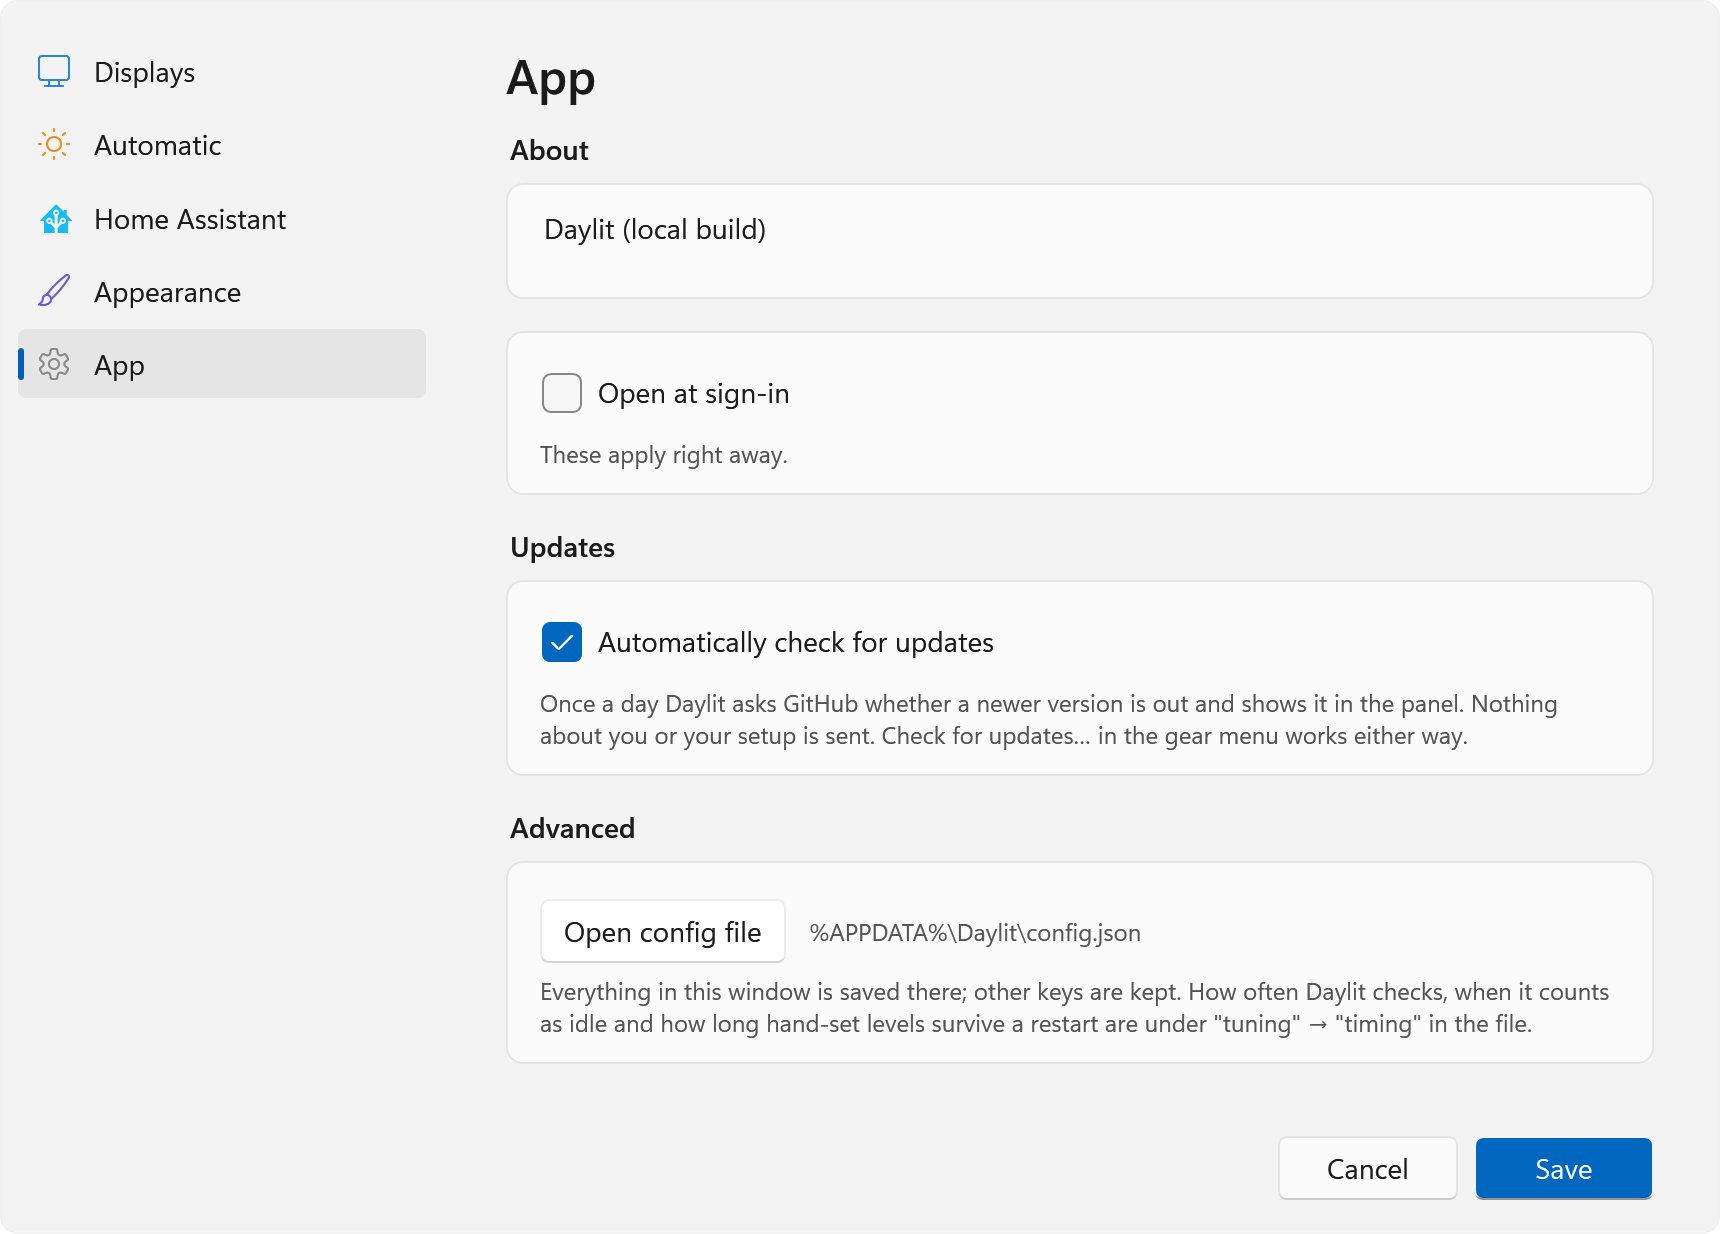 Displays
Automatic
Home Assistant
Appearance
App
App
About
Daylit (local build)
Open at sign-in
These apply right away.
Updates
Automatically check for updates
Once a day Daylit asks GitHub whether a newer version is out and shows it in the panel. Nothing
about you or your setup is sent. Check for updates... in the gear menu works either way.
Advanced
Open config file
%APPDATA%\Daylit\config.json
Everything in this window is saved there; other keys are kept. How often Daylit checks, when it counts
as idle and how long hand-set levels survive a restart are under "tuning" → "timing" in the file.
Cancel
Save